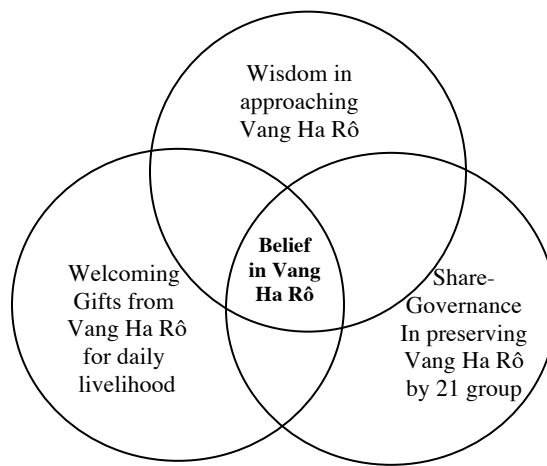 Wisdom in
approaching
Vang Ha Rô
Belief
in Vang
Ha Rô
Welcoming
Gifts from
Vang Ha Rô
for daily
livelihood
Share-
Governance
In preserving
Vang Ha Rô
by 21 group